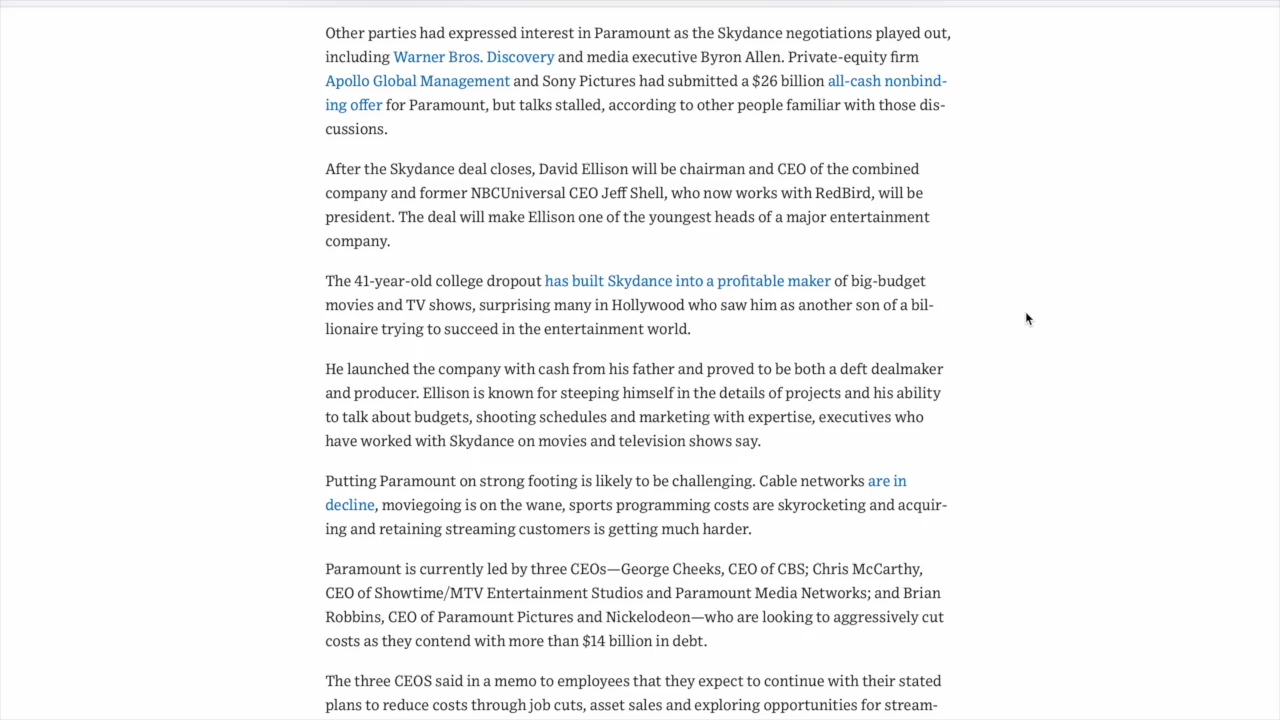 Other parties had expressed interest in Paramount as the Skydance negotiations played out,
including Warner Bros. Discovery and media executive Byron Allen. Private-equity firm
Apollo Global Management and Sony Pictures had submitted a $26 billion all-cash nonbind-
ing offer for Paramount, but talks stalled, according to other people familiar with those dis-
cussions.
After the Skydance deal closes, David Ellison will be chairman and CEO of the combined
company and former NBCUniversal CEO Jeff Shell, who now works with RedBird, will be
president. The deal will make Ellison one of the youngest heads of a major entertainment
company.
The 41-year-old college dropout has built Skydance into a profitable maker of big-budget
movies and TV shows, surprising many in Hollywood who saw him as another son of a bil-
lionaire trying to succeed in the entertainment world.
He launched the company with cash from his father and proved to be both a deft dealmaker
and producer. Ellison is known for steeping himself in the details of projects and his ability
to talk about budgets, shooting schedules and marketing with expertise, executives who
have worked with Skydance on movies and television shows say.
Putting Paramount on strong footing is likely to be challenging. Cable networks are in
decline, moviegoing is on the wane, sports programming costs are skyrocketing and acquir-
ing and retaining streaming customers is getting much harder.
Paramount is currently led by three CEOs—George Cheeks, CEO of CBS; Chris McCarthy,
CEO of Showtime/MTV Entertainment Studios and Paramount Media Networks; and Brian
Robbins, CEO of Paramount Pictures and Nickelodeon—who are looking to aggressively cut
costs as they contend with more than $14 billion in debt.
The three CEOS said in a memo to employees that they expect to continue with their stated
plans to reduce costs through job cuts, asset sales and exploring opportunities for stream-